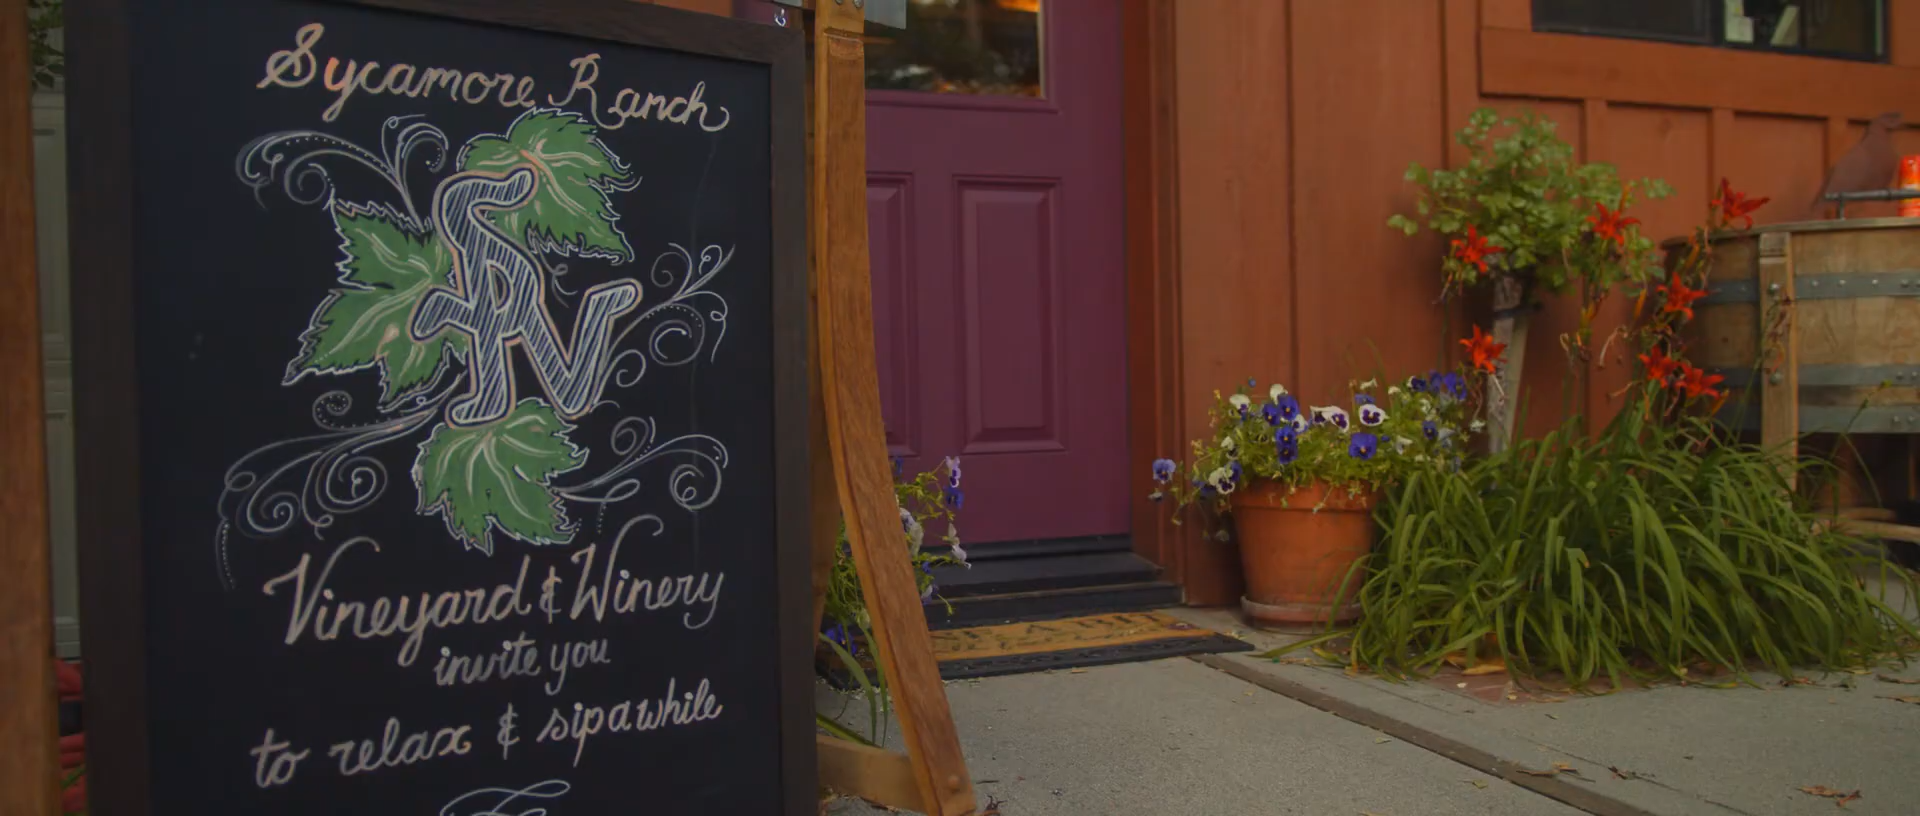 Sycamore Ranch
SRV
Vineyard & Winery
invite you
to relax & sip awhile